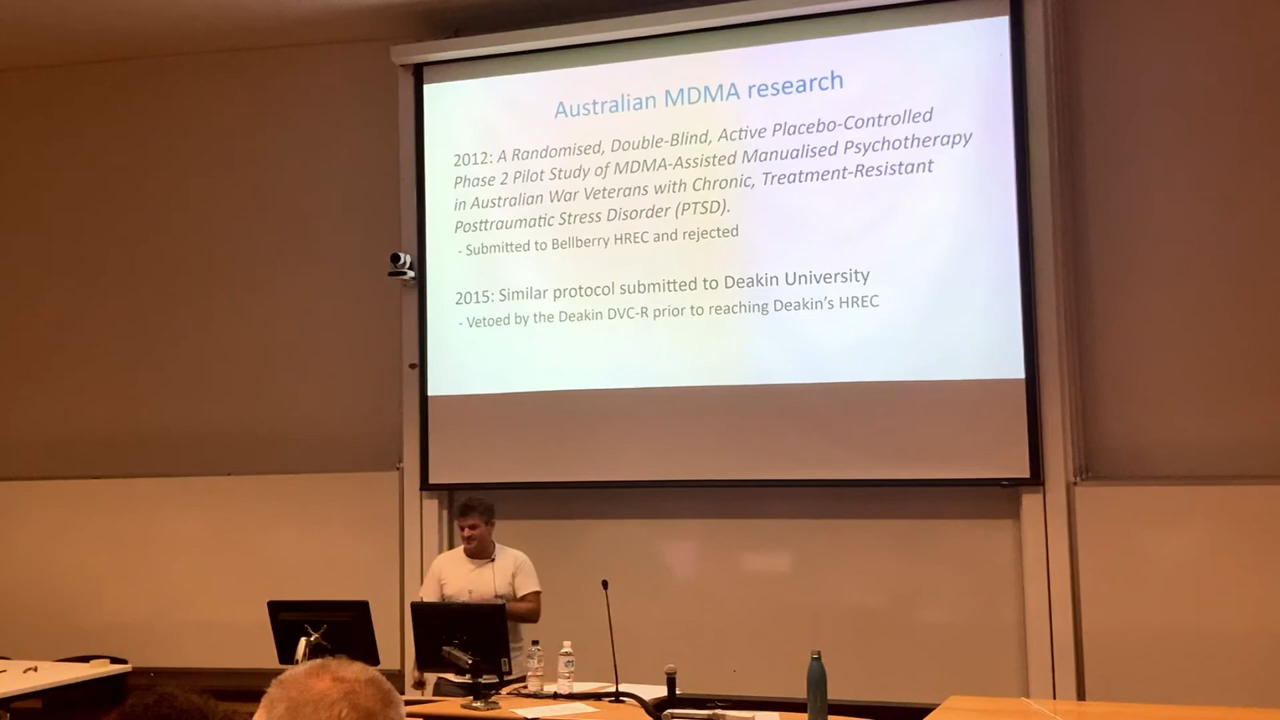 Australian MDMA research
2012: A Randomised, Double-Blind, Active Placebo-Controlled
Phase 2 Pilot Study of MDMA-Assisted Manualised Psychotherapy
in Australian War Veterans with Chronic, Treatment-Resistant
Posttraumatic Stress Disorder (PTSD).
- Submitted to Bellberry HREC and rejected
2015: Similar protocol submitted to Deakin University
- Vetoed by the Deakin DVC-R prior to reaching Deakin's HREC